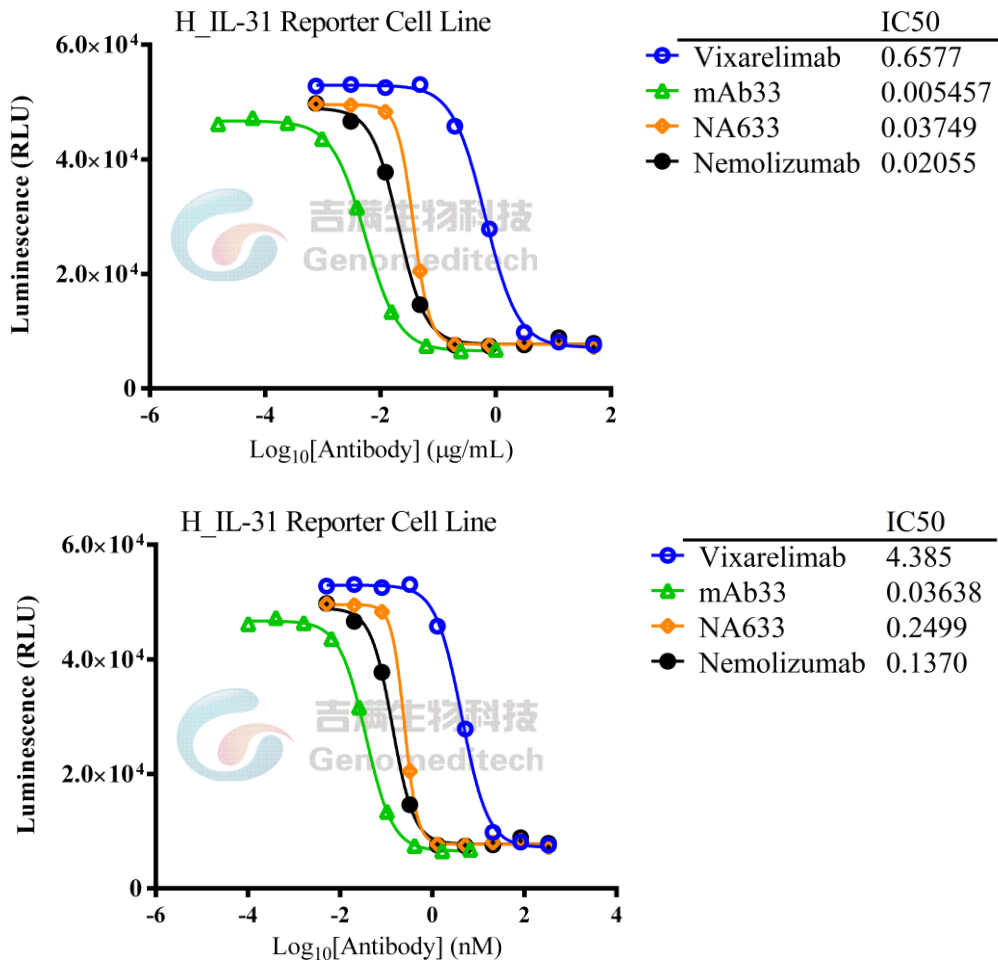 H_IL-31 Reporter Cell Line
IC50
Vixarelimab 0.6577
mAb33 0.005457
NA633 0.03749
Nemolizumab 0.02055
Luminescence (RLU)
6.0×10⁴
4.0×10⁴
2.0×10⁴
0
吉满生物科技
Genomeditech
-6 -4 -2 0 2
Log₁₀[Antibody] (μg/mL)
H_IL-31 Reporter Cell Line
IC50
Vixarelimab 4.385
mAb33 0.03638
NA633 0.2499
Nemolizumab 0.1370
Luminescence (RLU)
6.0×10⁴
4.0×10⁴
2.0×10⁴
0
吉满生物科技
Genomeditech
-6 -4 -2 0 2 4
Log₁₀[Antibody] (nM)